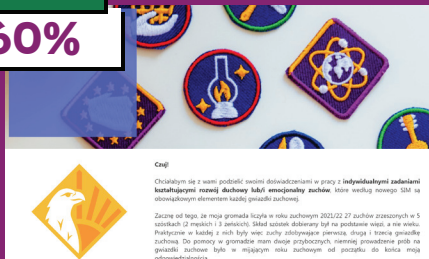 60%
Czuj!
Chciałabym się z wami podzielić swoimi doświadczeniami w pracy z indywidualnymi zadaniami
kształtującymi rozwój duchowy lub/i emocjonalny zuchów, które według nowego SIM są
obowiązkowym elementem każdej gwiazdki zuchowej.
Zacznę od tego, że moja gromada liczyła w roku zuchowym 2021/22 27 zuchów zrzeszonych w 5
szóstkach (2 męskich i 3 żeńskich). Skład szóstek dobierany był na podstawie więzi, a nie wieku.
Praktycznie w każdej z nich były więc zuchy zdobywające pierwszą, drugą i trzecią gwiazdkę
zuchową. Do pomocy w gromadzie mam dwoje przybocznych, niemniej prowadzenie prób na
gwiazdki zuchowe było w mijającym roku zuchowym od początku do końca moją
odpowiedzialnością.